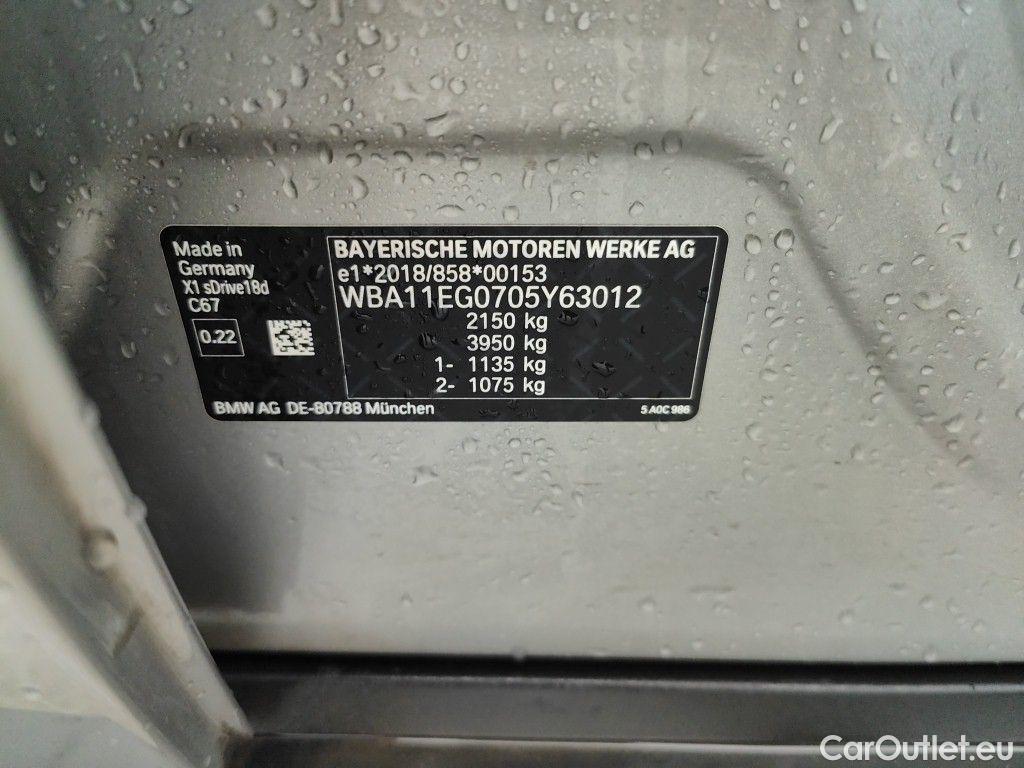 Made in
Germany
X1 sDrive18d
C67
0.22
BAYERISCHE MOTOREN WERKE AG
e1*2018/858*00153
WBA11EG0705Y63012
2150 kg
3950 kg
1- 1135 kg
2- 1075 kg
BMW AG DE-80788 München
5 A0C 986
CarOutlet.eu